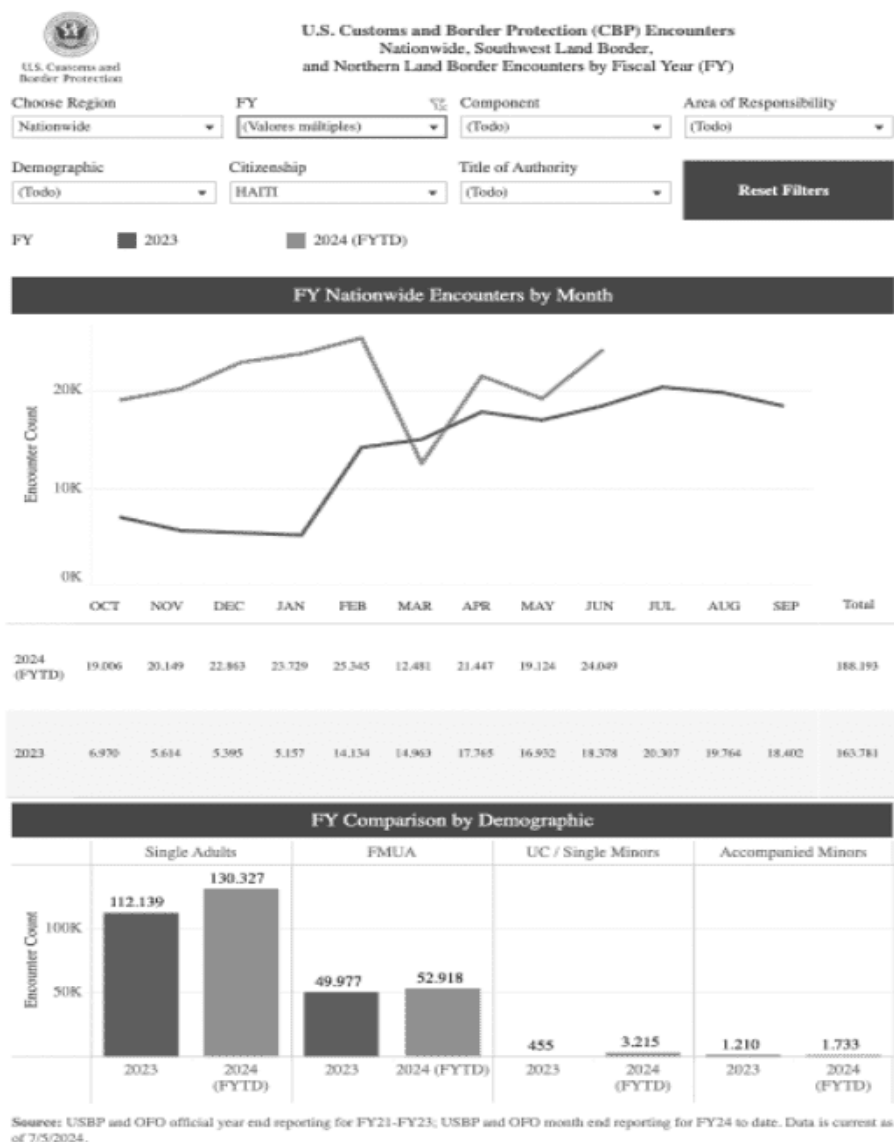 U.S. Customs and
Border Protection
U.S. Customs and Border Protection (CBP) Encounters
Nationwide, Southwest Land Border,
and Northern Land Border Encounters by Fiscal Year (FY)
Choose Region FY Component Area of Responsibility
Nationwide (Valores múltiples) (Todo) (Todo)
Demographic Citizenship Title of Authority
(Todo) HAITI (Todo) Reset Filters
FY 2023 2024 (FYTD)
FY Nationwide Encounters by Month
Encounter Count
20K
10K
0K
OCT NOV DEC JAN FEB MAR APR MAY JUN JUL AUG SEP Total
2024
(FYTD) 19.006 20.149 22.863 23.729 25.345 12.481 21.447 19.124 24.049 188.193
2023 6.970 5.614 5.395 5.157 14.134 14.963 17.765 16.932 18.378 20.307 19.764 18.402 163.781
FY Comparison by Demographic
Single Adults FMUA UC / Single Minors Accompanied Minors
Encounter Count
100K
50K
112.139 130.327 49.977 52.918 455 3.215 1.210 1.733
2023 2024 (FYTD) 2023 2024 (FYTD) 2023 2024 (FYTD) 2023 2024 (FYTD)
Source: USBP and OFO official year end reporting for FY21-FY23; USBP and OFO month end reporting for FY24 to date. Data is current
of 7/5/2024.